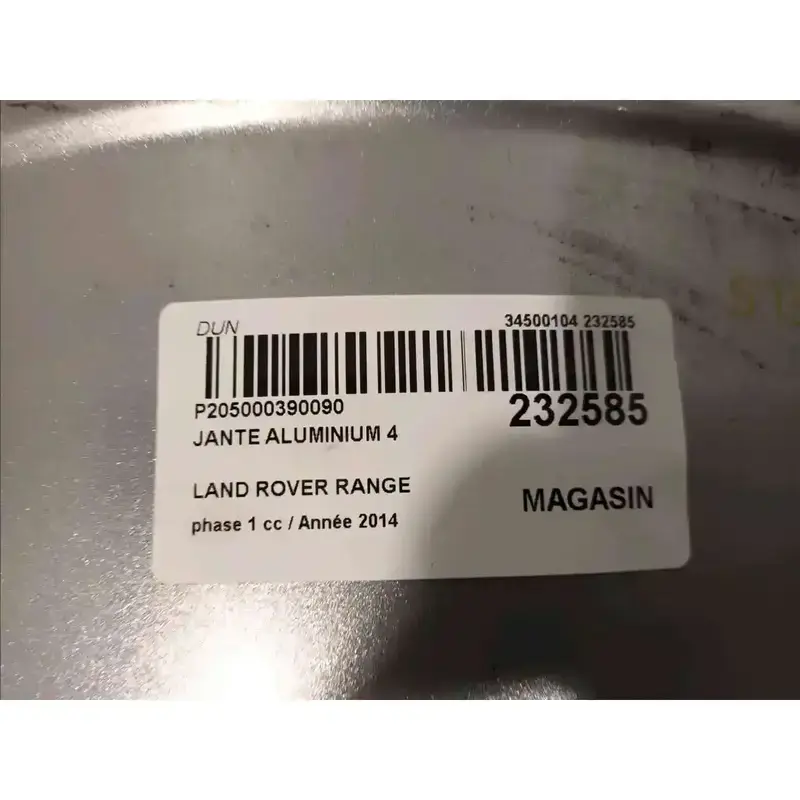 DUN 34500104 232585
P205000390090 232585
JANTE ALUMINIUM 4
LAND ROVER RANGE MAGASIN
phase 1 cc / Année 2014